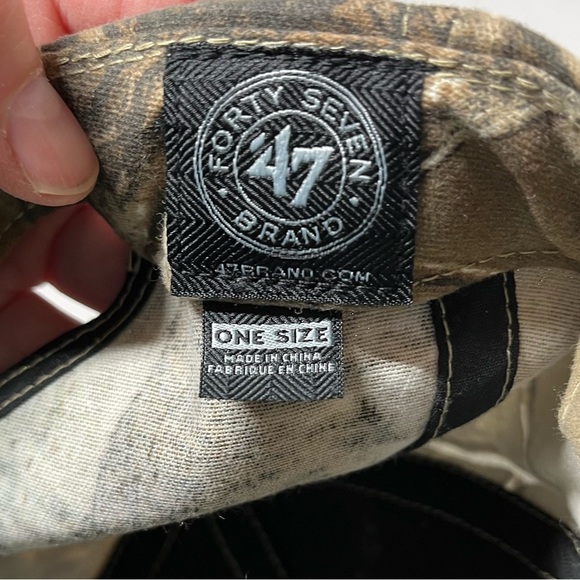 FORTY SEVEN
'47
BRAND
47BRAND.COM
ONE SIZE
MADE IN CHINA
FABRIQUE EN CHINE